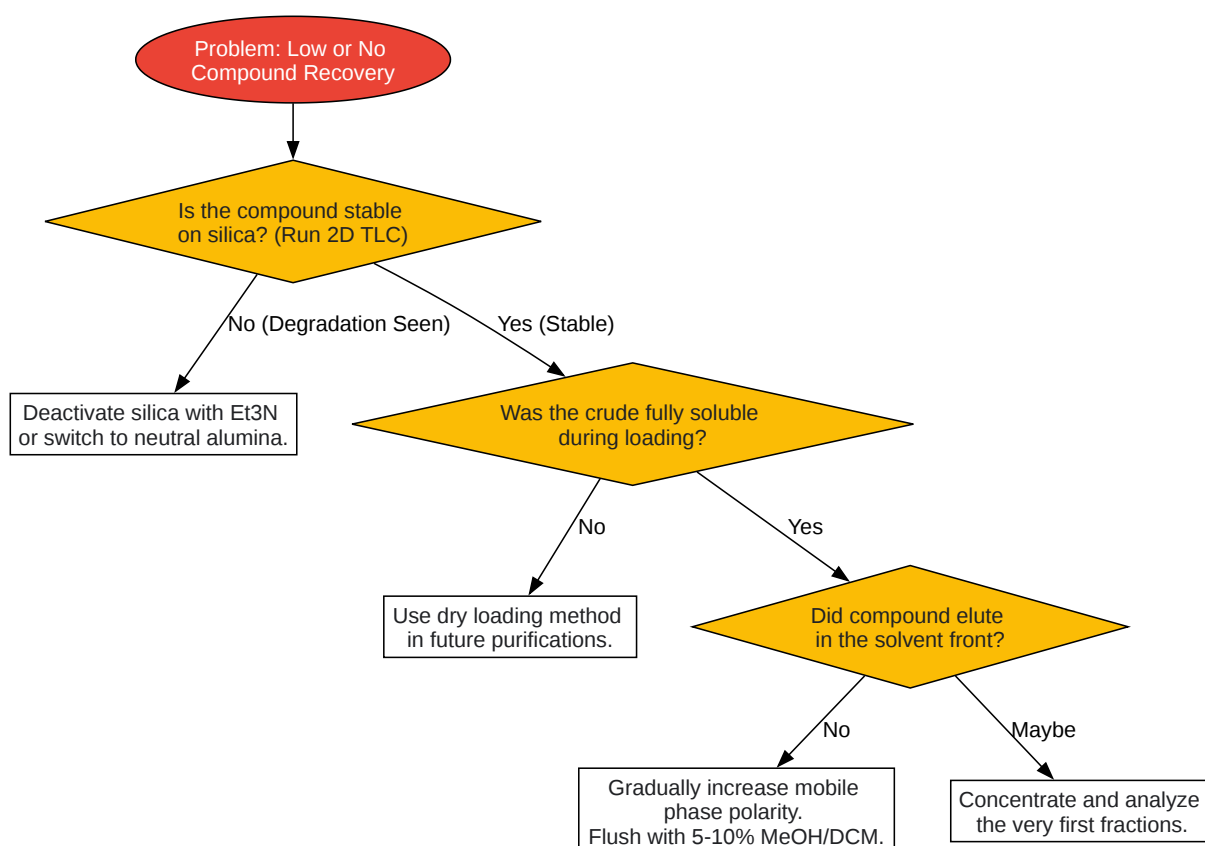 Problem: Low or No
Compound Recovery
Is the compound stable
on silica? (Run 2D TLC)
No (Degradation Seen)
Yes (Stable)
Deactivate silica with Et3N
or switch to neutral alumina.
Was the crude fully soluble
during loading?
No
Yes
Use dry loading method
in future purifications.
Did compound elute
in the solvent front?
No
Maybe
Gradually increase mobile
phase polarity.
Flush with 5-10% MeOH/DCM.
Concentrate and analyze
the very first fractions.